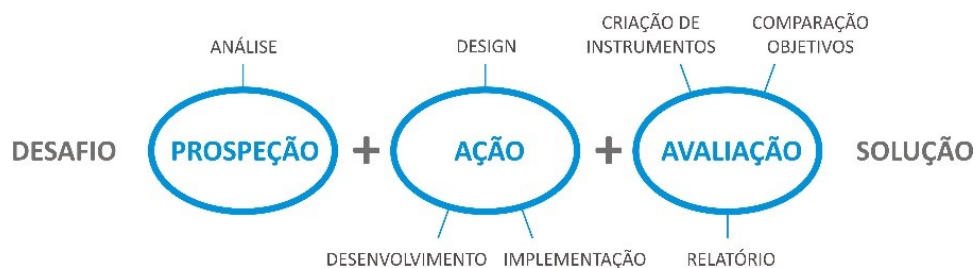 ANÁLISE
DESIGN
CRIAÇÃO DE
INSTRUMENTOS
COMPARAÇÃO
OBJETIVOS
DESAFIO
PROSPEÇÃO
+
AÇÃO
+
AVALIAÇÃO
SOLUÇÃO
DESENVOLVIMENTO
IMPLEMENTAÇÃO
RELATÓRIO